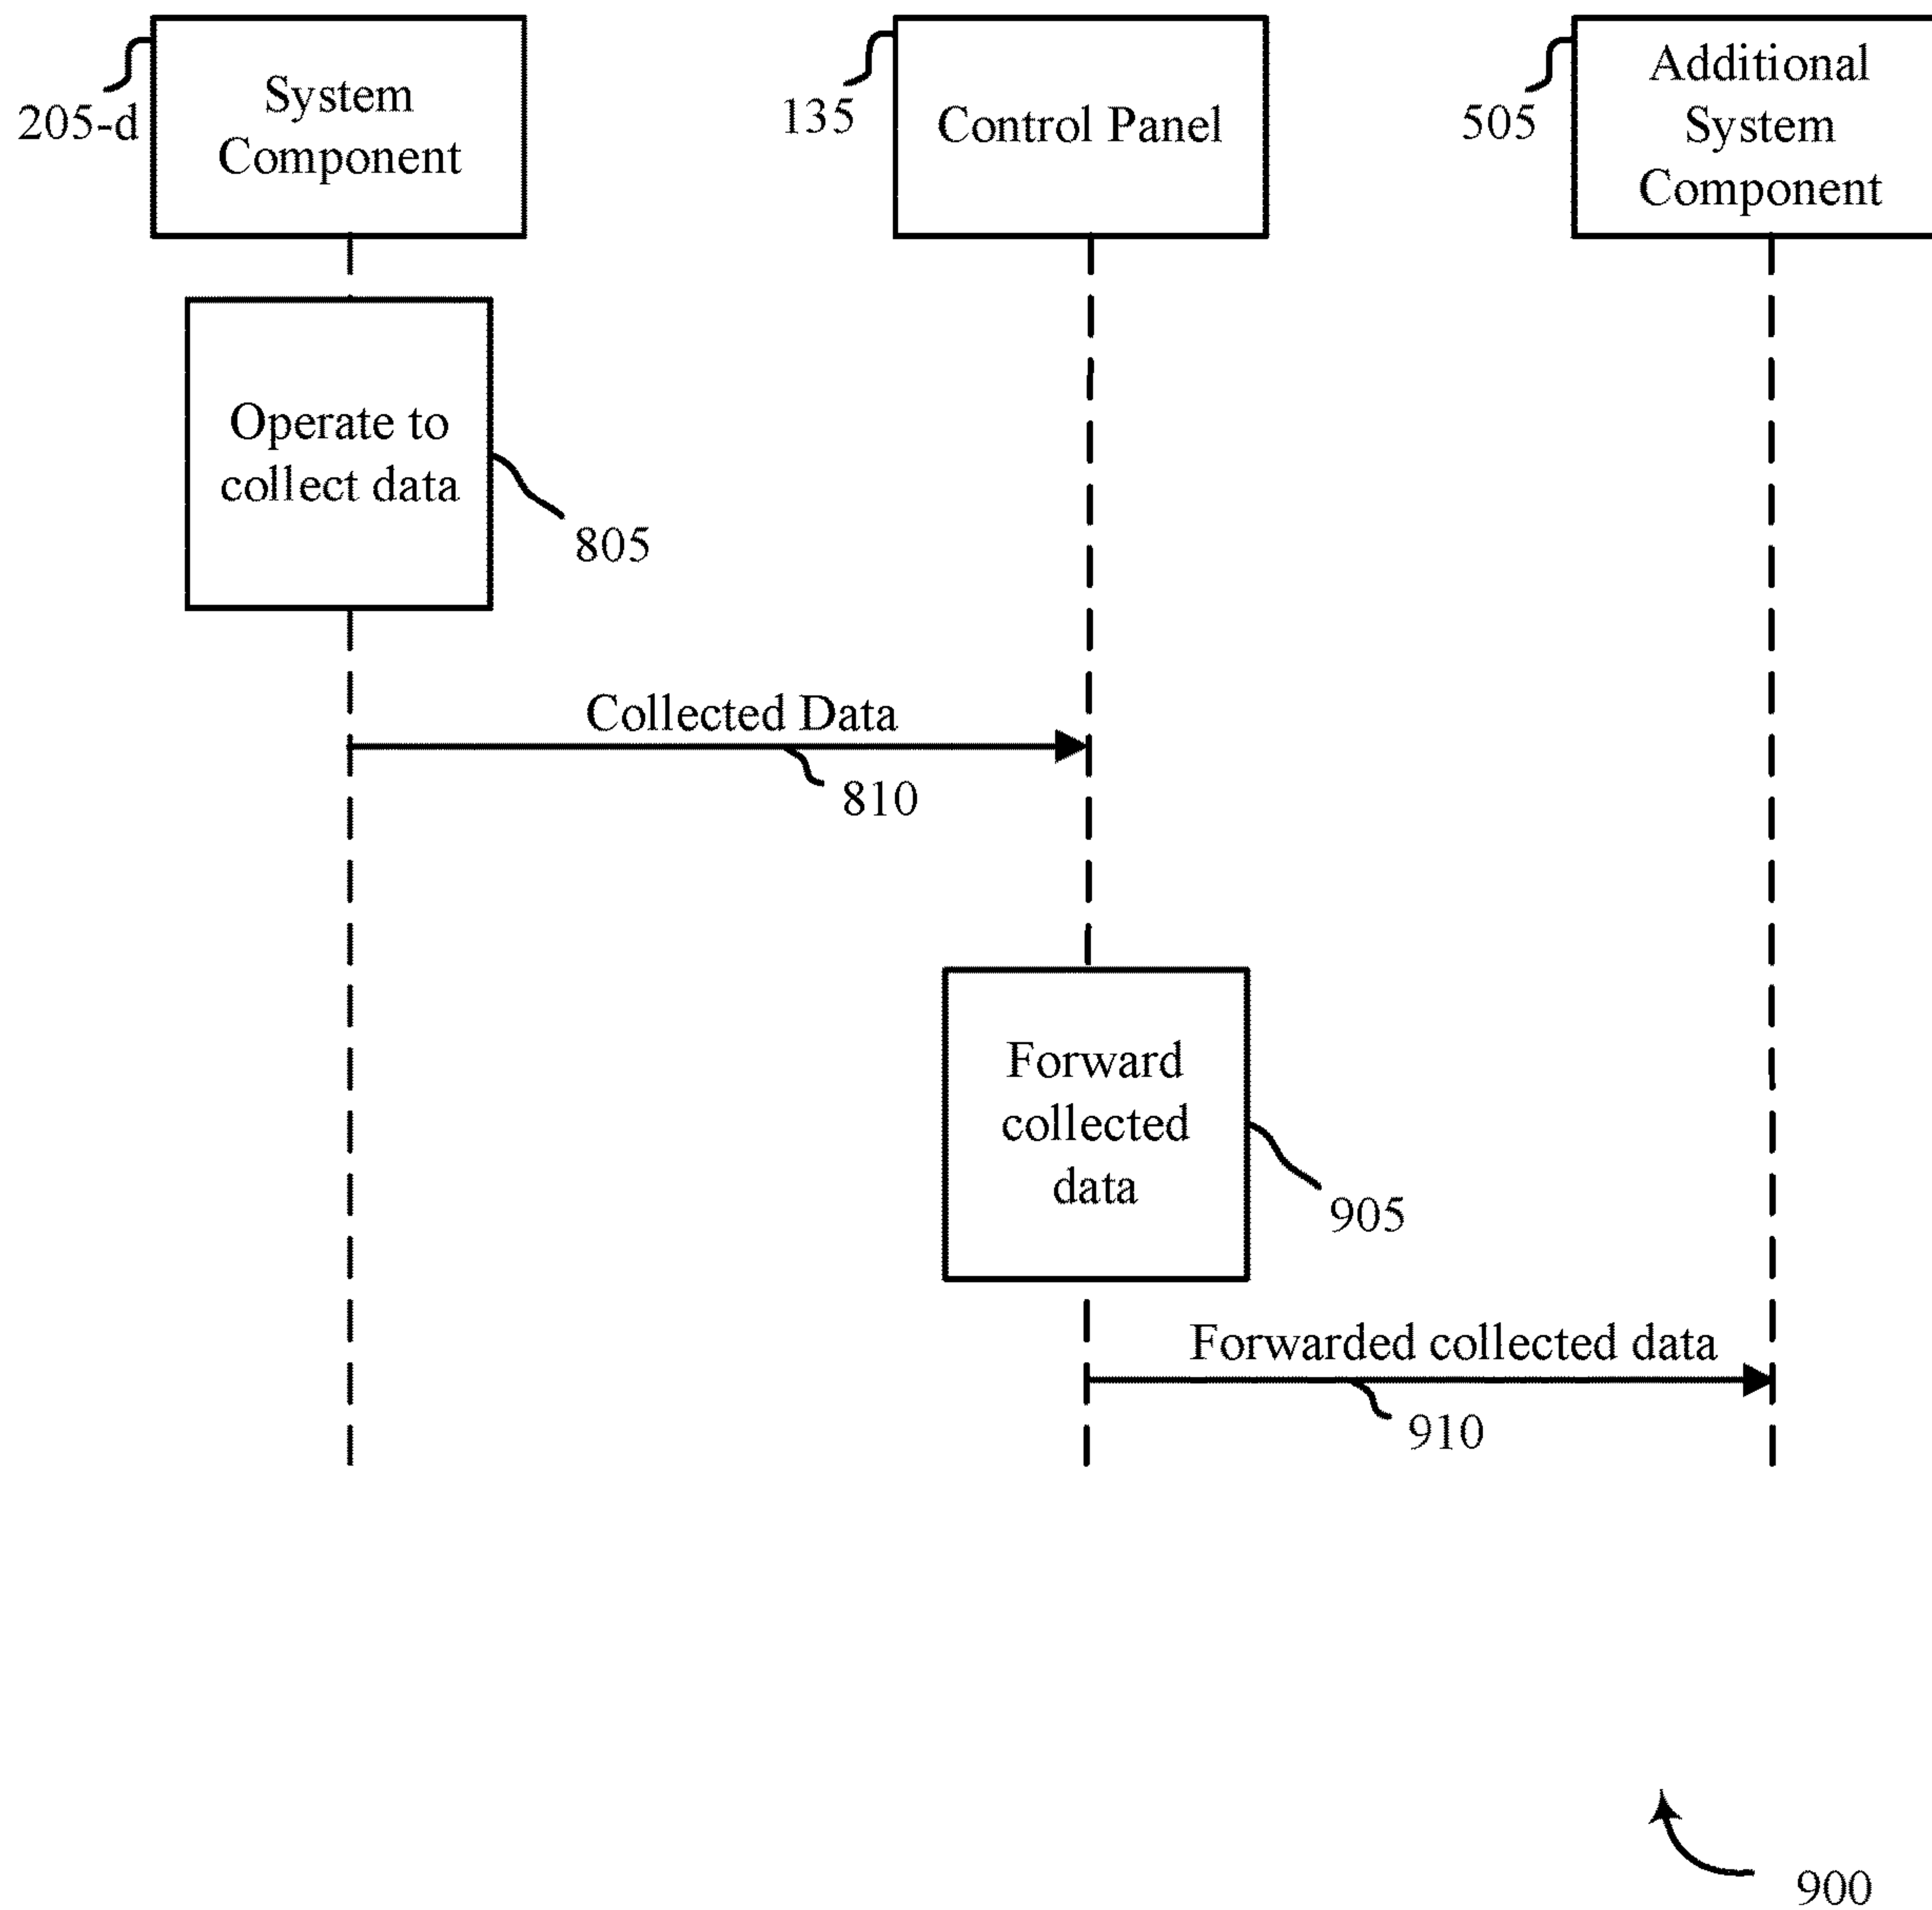 205-d
System
Component
135
Control Panel
505
Additional
System
Component
Operate to
collect data
805
Collected Data
810
Forward
collected
data
905
Forwarded collected data
910
900